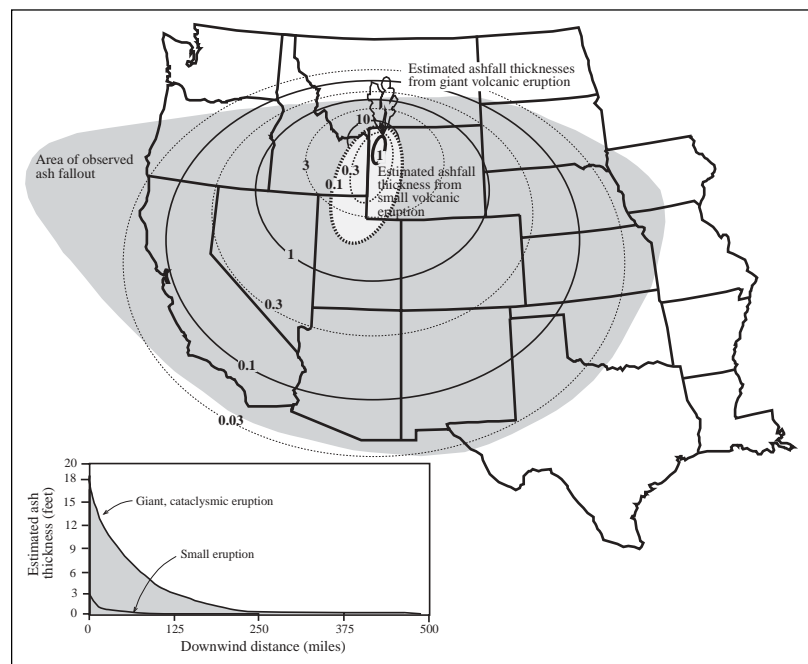 Estimated ashfall thicknesses
from giant volcanic eruption
10
Area of observed
ash fallout
3
1
0.3
0.1
Estimated ashfall
thickness from
small volcanic
eruption
1
0.3
0.1
0.03
20
18
15
12
9
6
3
0
Estimated ash
thickness (feet)
Giant, cataclysmic eruption
Small eruption
0
125
250
375
500
Downwind distance (miles)